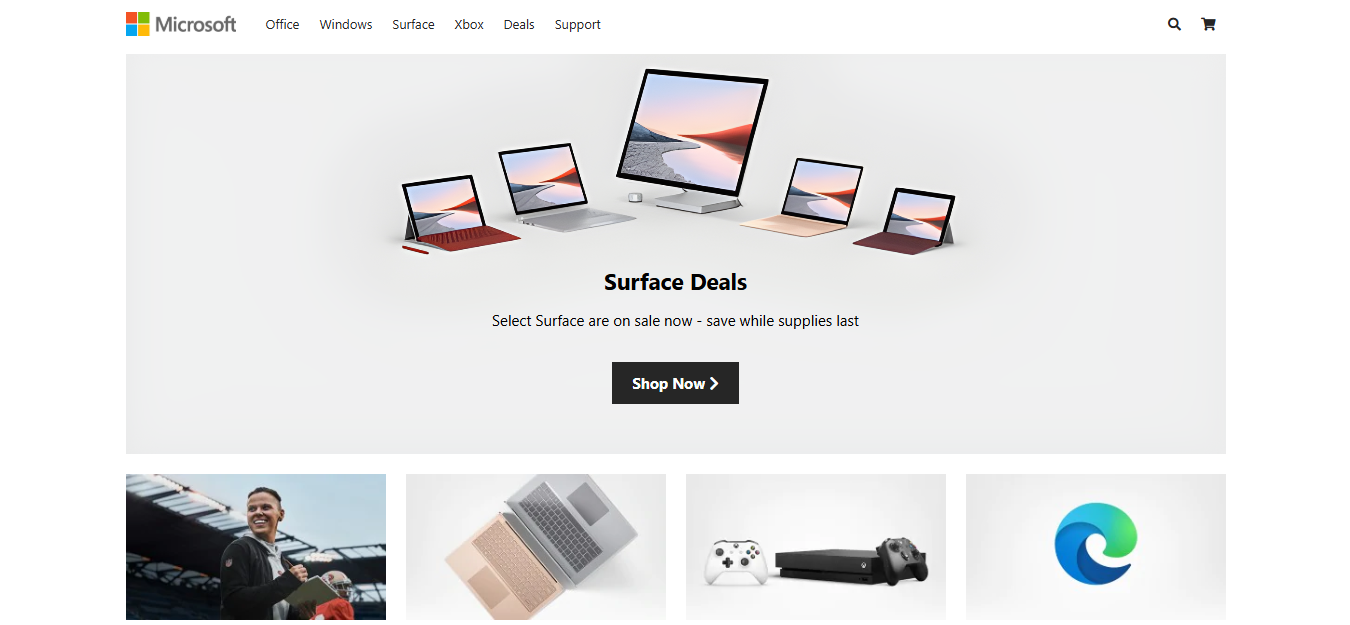 Microsoft Office Windows Surface Xbox Deals Support
Surface Deals
Select Surface are on sale now - save while supplies last
Shop Now